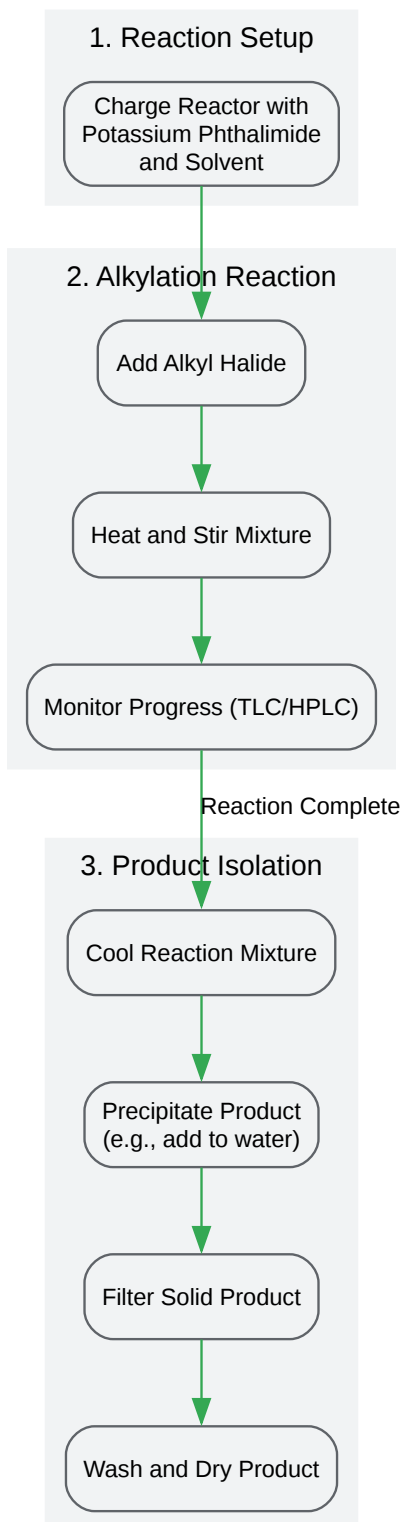 1. Reaction Setup
Charge Reactor with
Potassium Phthalimide
and Solvent
2. Alkylation Reaction
Add Alkyl Halide
Heat and Stir Mixture
Monitor Progress (TLC/HPLC)
Reaction Complete
3. Product Isolation
Cool Reaction Mixture
Precipitate Product
(e.g., add to water)
Filter Solid Product
Wash and Dry Product